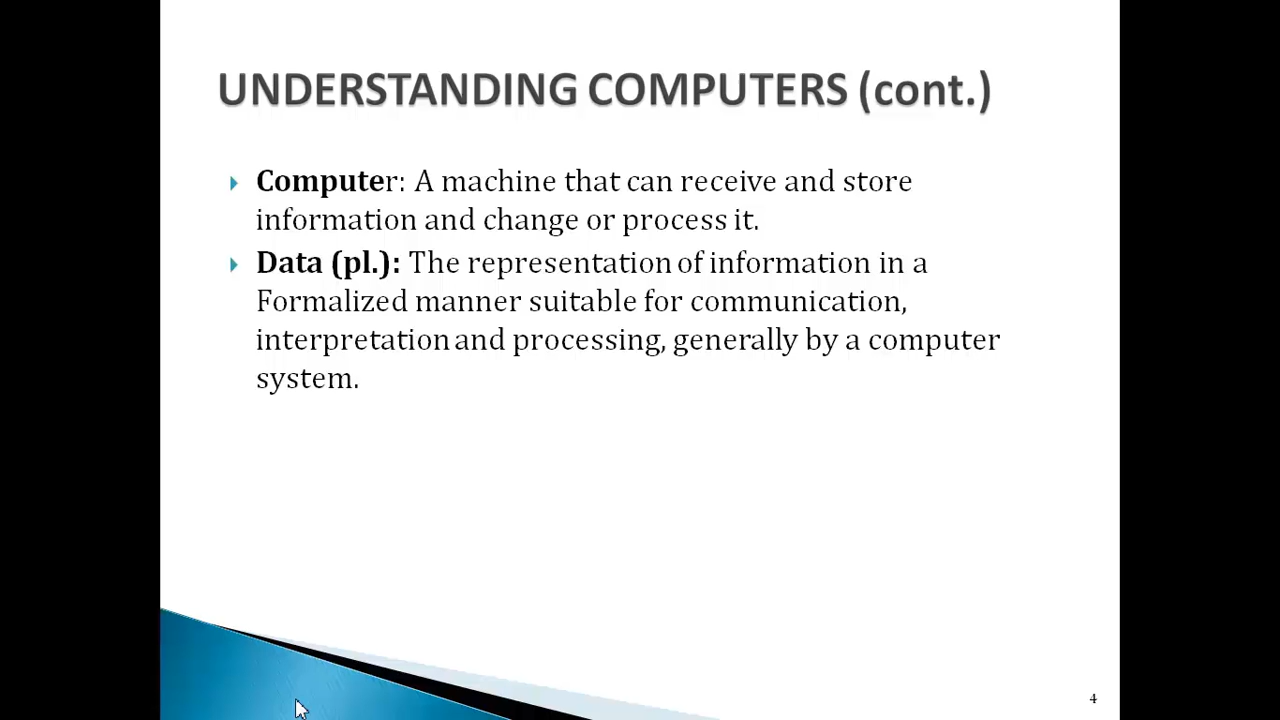 UNDERSTANDING COMPUTERS (cont.)
Computer: A machine that can receive and store
information and change or process it.
Data (pl.): The representation of information in a
Formalized manner suitable for communication,
interpretation and processing, generally by a computer
system.
4